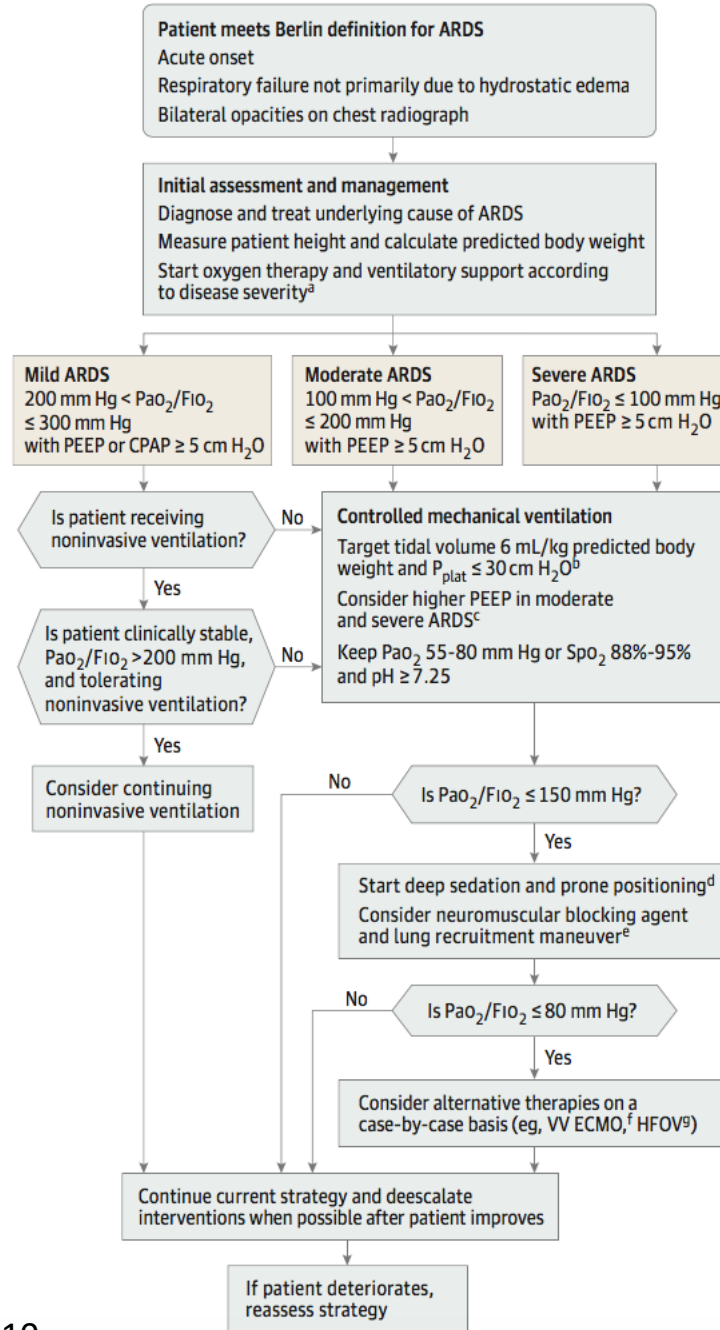 Patient meets Berlin definition for ARDS
Acute onset
Respiratory failure not primarily due to hydrostatic edema
Bilateral opacities on chest radiograph
Initial assessment and management
Diagnose and treat underlying cause of ARDS
Measure patient height and calculate predicted body weight
Start oxygen therapy and ventilatory support according
to disease severityᵃ
Mild ARDS
200 mm Hg < Pao₂/Fio₂
≤ 300 mm Hg
with PEEP or CPAP ≥ 5 cm H₂O
Moderate ARDS
100 mm Hg < Pao₂/Fio₂
≤ 200 mm Hg
with PEEP ≥ 5 cm H₂O
Severe ARDS
Pao₂/Fio₂ ≤ 100 mm Hg
with PEEP ≥ 5 cm H₂O
Is patient receiving
noninvasive ventilation?
No
Yes
Controlled mechanical ventilation
Target tidal volume 6 mL/kg predicted body
weight and Pplat ≤ 30 cm H₂Oᵇ
Consider higher PEEP in moderate
and severe ARDSᶜ
Keep Pao₂ 55-80 mm Hg or Spo₂ 88%-95%
and pH ≥ 7.25
Is patient clinically stable,
Pao₂/Fio₂ >200 mm Hg,
and tolerating
noninvasive ventilation?
No
Yes
Consider continuing
noninvasive ventilation
Is Pao₂/Fio₂ ≤ 150 mm Hg?
No
Yes
Start deep sedation and prone positioningᵈ
Consider neuromuscular blocking agent
and lung recruitment maneuverᵉ
Is Pao₂/Fio₂ ≤ 80 mm Hg?
No
Yes
Consider alternative therapies on a
case-by-case basis (eg, VV ECMO,ᶠ HFOVᵍ)
Continue current strategy and deescalate
interventions when possible after patient improves
If patient deteriorates,
reassess strategy